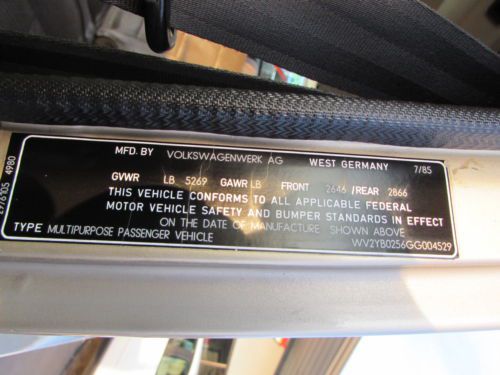 MFD. BY VOLKSWAGENWERK AG WEST GERMANY 7/85
GVWR LB 5269 GAWR LB FRONT 2646 /REAR 2866
THIS VEHICLE CONFORMS TO ALL APPLICABLE FEDERAL
MOTOR VEHICLE SAFETY AND BUMPER STANDARDS IN EFFECT
ON THE DATE OF MANUFACTURE SHOWN ABOVE
TYPE MULTIPURPOSE PASSENGER VEHICLE WV2YB0256GG004529
4980